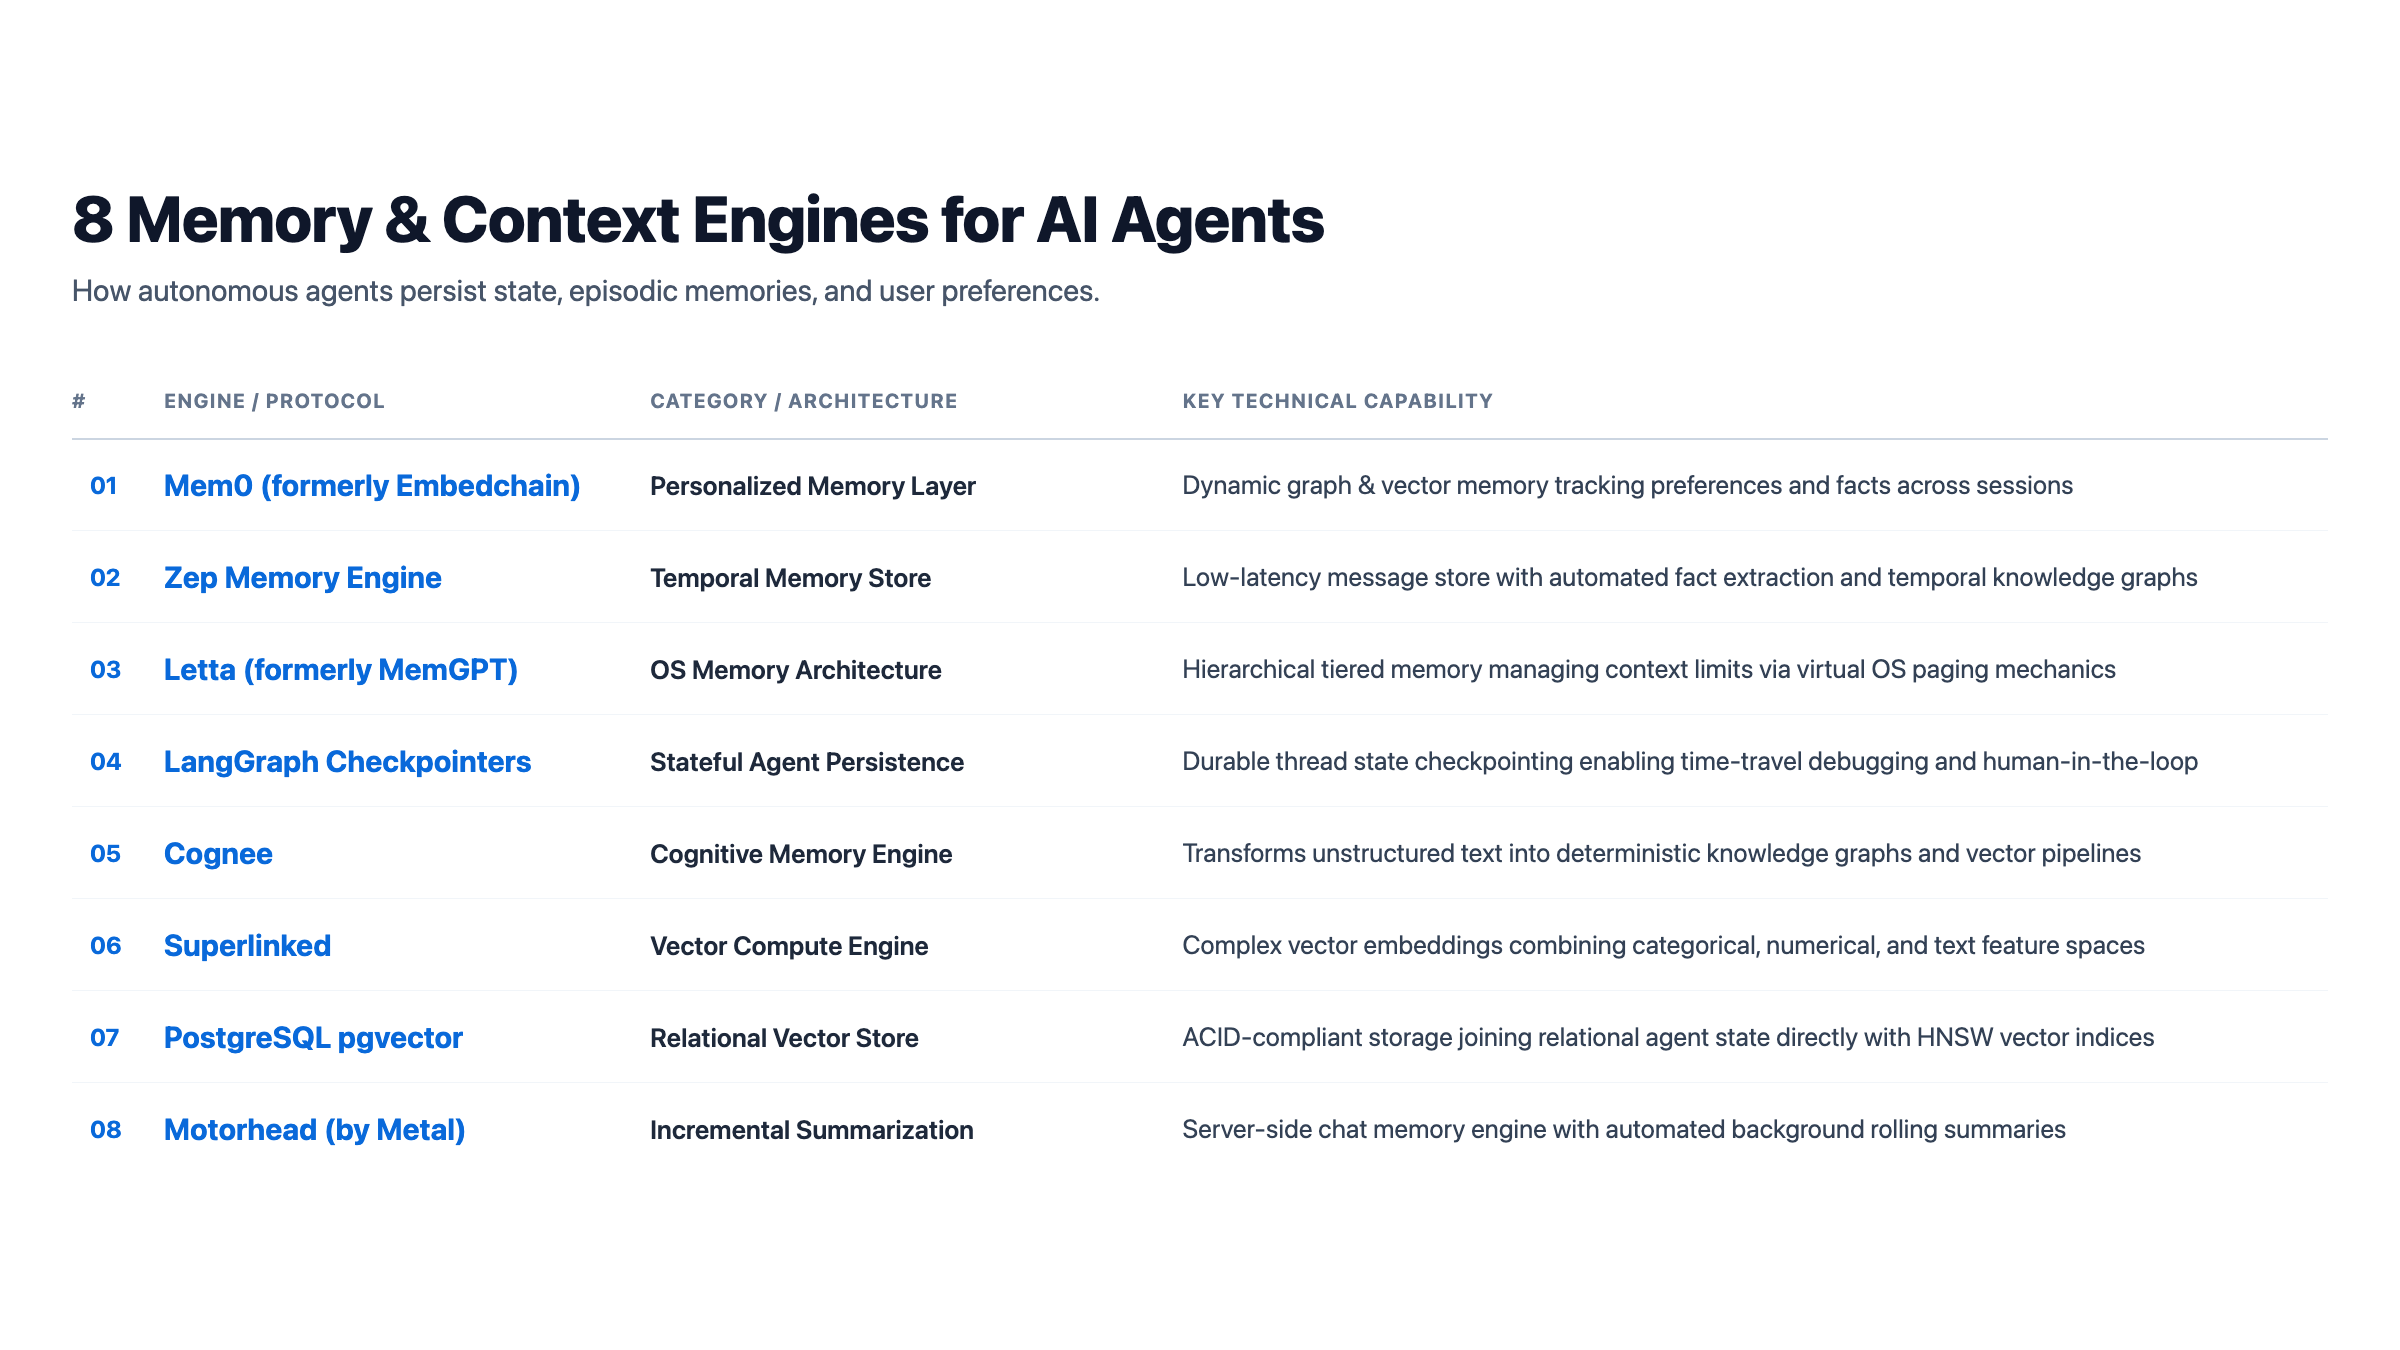 8 Memory & Context Engines for AI Agents
How autonomous agents persist state, episodic memories, and user preferences.
# ENGINE / PROTOCOL CATEGORY / ARCHITECTURE KEY TECHNICAL CAPABILITY
01 Mem0 (formerly Embedchain) Personalized Memory Layer Dynamic graph & vector memory tracking preferences and facts across sessions
02 Zep Memory Engine Temporal Memory Store Low-latency message store with automated fact extraction and temporal knowledge graphs
03 Letta (formerly MemGPT) OS Memory Architecture Hierarchical tiered memory managing context limits via virtual OS paging mechanics
04 LangGraph Checkpointers Stateful Agent Persistence Durable thread state checkpointing enabling time-travel debugging and human-in-the-loop
05 Cognee Cognitive Memory Engine Transforms unstructured text into deterministic knowledge graphs and vector pipelines
06 Superlinked Vector Compute Engine Complex vector embeddings combining categorical, numerical, and text feature spaces
07 PostgreSQL pgvector Relational Vector Store ACID-compliant storage joining relational agent state directly with HNSW vector indices
08 Motorhead (by Metal) Incremental Summarization Server-side chat memory engine with automated background rolling summaries